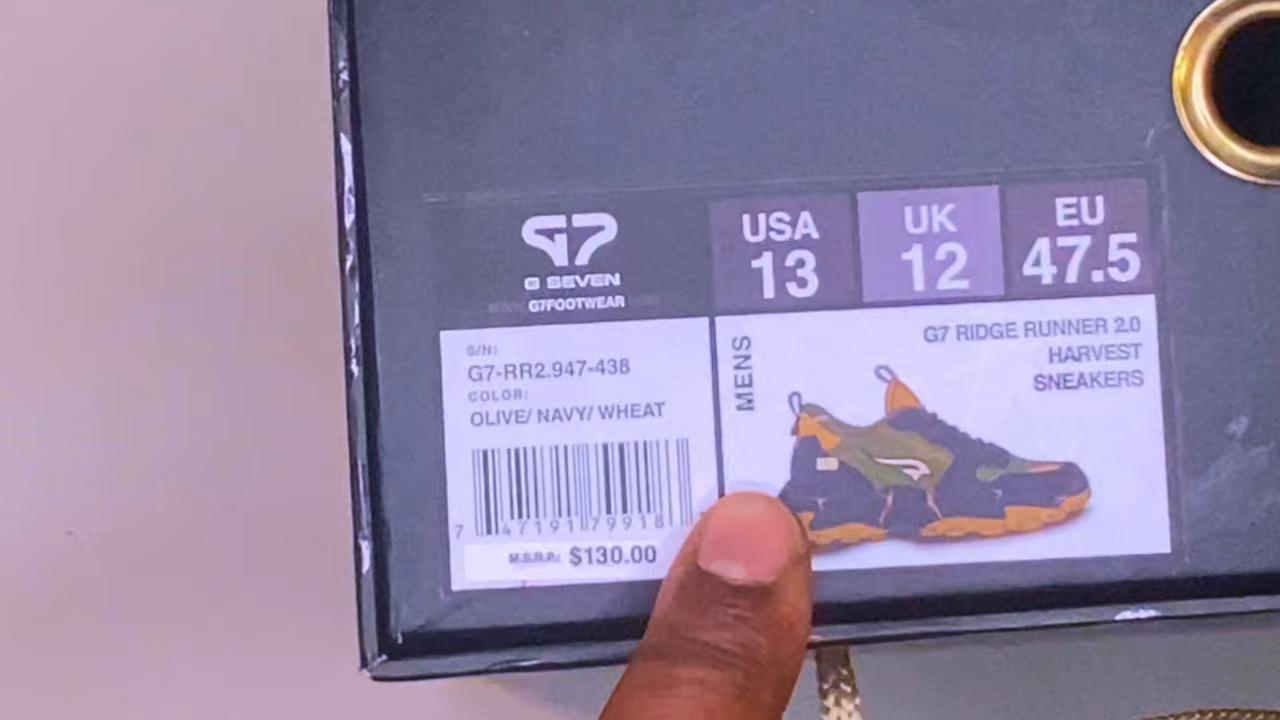 G7
G SEVEN
G7FOOTWEAR
USA
13
UK
12
EU
47.5
S/N:
G7-RR2.947-438
COLOR:
OLIVE/ NAVY/ WHEAT
7 47191 79918
M.S.R.P.: $130.00
MENS
G7 RIDGE RUNNER 2.0
HARVEST
SNEAKERS